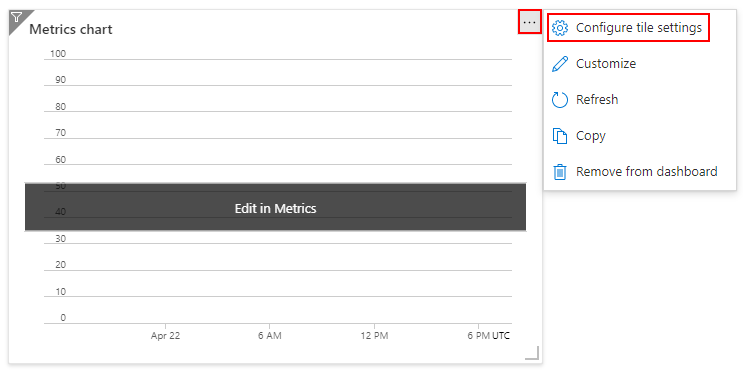 Metrics chart
...
100
90
80
70
60
50
Edit in Metrics
40
30
20
10
0
Apr 22 6 AM 12 PM 6 PM UTC
Configure tile settings
Customize
Refresh
Copy
Remove from dashboard